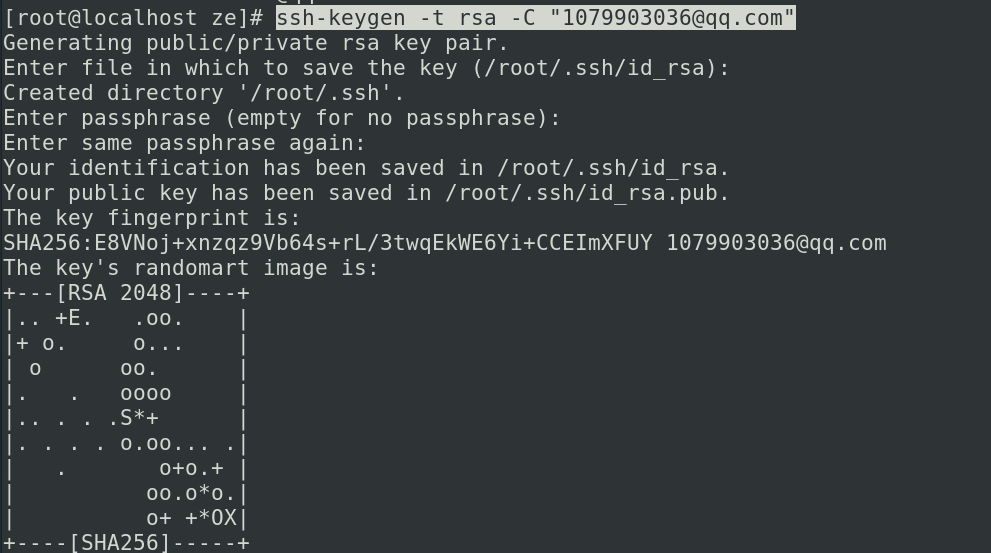 [root@localhost ze]# ssh-keygen -t rsa -C "1079903036@qq.com"
Generating public/private rsa key pair.
Enter file in which to save the key (/root/.ssh/id_rsa):
Created directory '/root/.ssh'.
Enter passphrase (empty for no passphrase):
Enter same passphrase again:
Your identification has been saved in /root/.ssh/id_rsa.
Your public key has been saved in /root/.ssh/id_rsa.pub.
The key fingerprint is:
SHA256:E8VNoj+xnzqz9Vb64s+rL/3twqEkWE6Yi+CCEImXFUY 1079903036@qq.com
The key's randomart image is:
+---[RSA 2048]----+
|.. +E.   .oo.    |
|+ o.     o...    |
| o      oo.      |
|.   .   oooo     |
|.. . . .S*+      |
|. . . . o.oo... .|
|   .       o+o.+ |
|          oo.o*o.|
|          o+ +*OX|
+----[SHA256]-----+